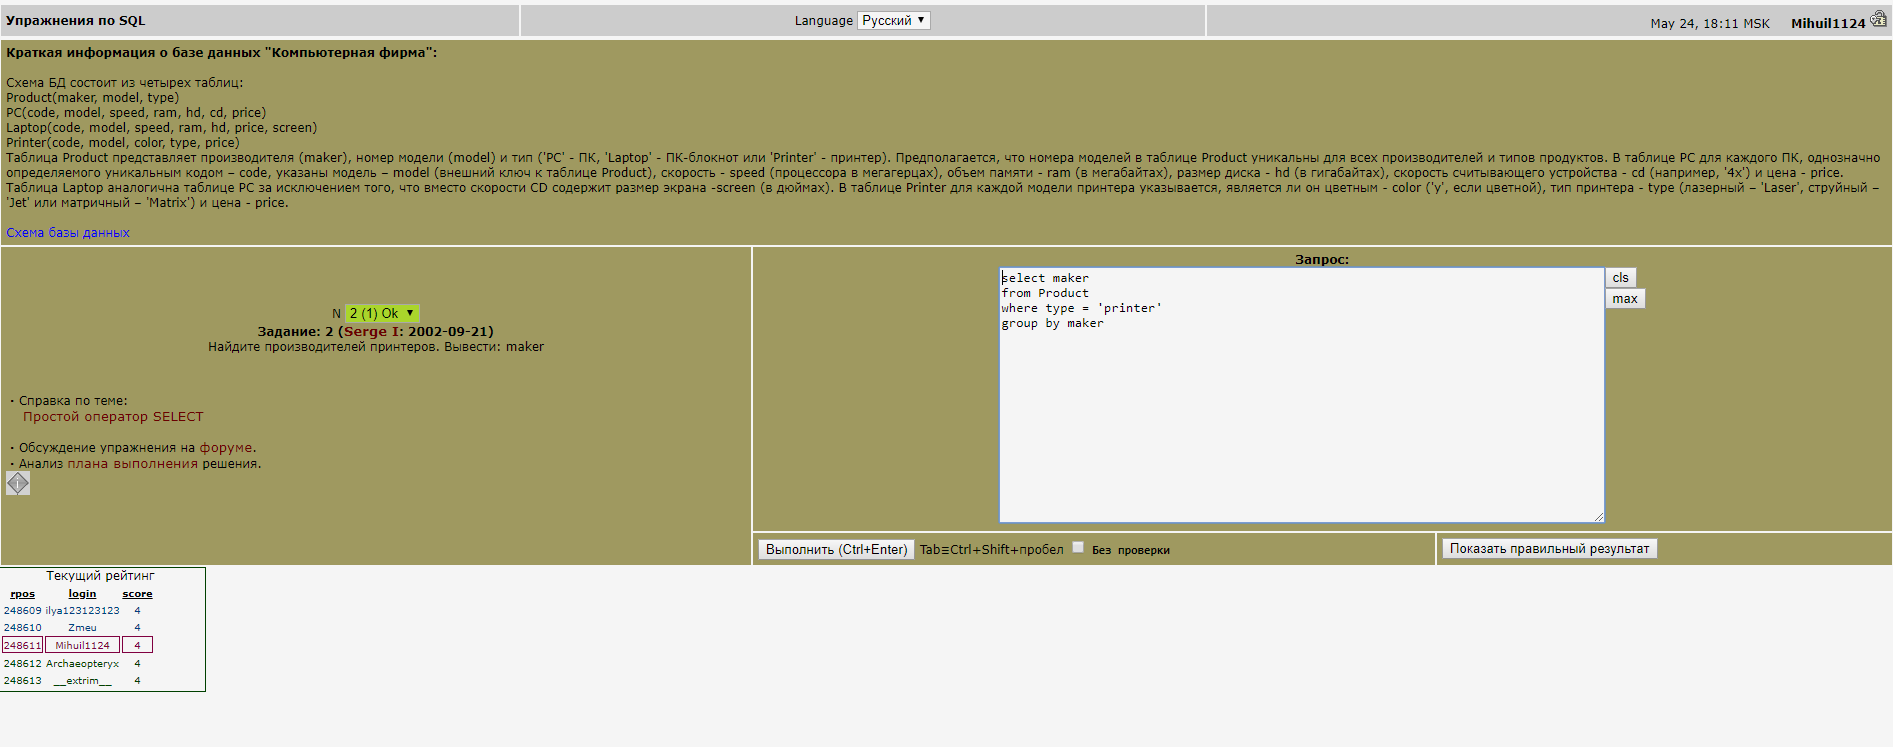 Упражнения по SQL
Language Русский
May 24, 18:11 MSK Mihuil1124
Краткая информация о базе данных "Компьютерная фирма":
Схема БД состоит из четырех таблиц:
Product(maker, model, type)
PC(code, model, speed, ram, hd, cd, price)
Laptop(code, model, speed, ram, hd, price, screen)
Printer(code, model, color, type, price)
Таблица Product представляет производителя (maker), номер модели (model) и тип ('PC' - ПК, 'Laptop' - ПК-блокнот или 'Printer' - принтер). Предполагается, что номера моделей в таблице Product уникальны для всех производителей и типов продуктов. В таблице PC для каждого ПК, однозначно
определяемого уникальным кодом – code, указаны модель – model (внешний ключ к таблице Product), скорость - speed (процессора в мегагерцах), объем памяти - ram (в мегабайтах), размер диска - hd (в гигабайтах), скорость считывающего устройства - cd (например, '4x') и цена - price.
Таблица Laptop аналогична таблице РС за исключением того, что вместо скорости CD содержит размер экрана -screen (в дюймах). В таблице Printer для каждой модели принтера указывается, является ли он цветным - color ('y', если цветной), тип принтера - type (лазерный – 'Laser', струйный –
'Jet' или матричный – 'Matrix') и цена - price.
Схема базы данных
N 2 (1) Ok
Задание: 2 (Serge I: 2002-09-21)
Найдите производителей принтеров. Вывести: maker
· Справка по теме:
Простой оператор SELECT
· Обсуждение упражнения на форуме.
· Анализ плана выполнения решения.
Запрос:
select maker
from Product
where type = 'printer'
group by maker
cls
max
Выполнить (Ctrl+Enter) Tab≡Ctrl+Shift+пробел Без проверки
Показать правильный результат
Текущий рейтинг
rpos login score
248609 ilya123123123 4
248610 Zmeu 4
248611 Mihuil1124 4
248612 Archaeopteryx 4
248613 __extrim__ 4